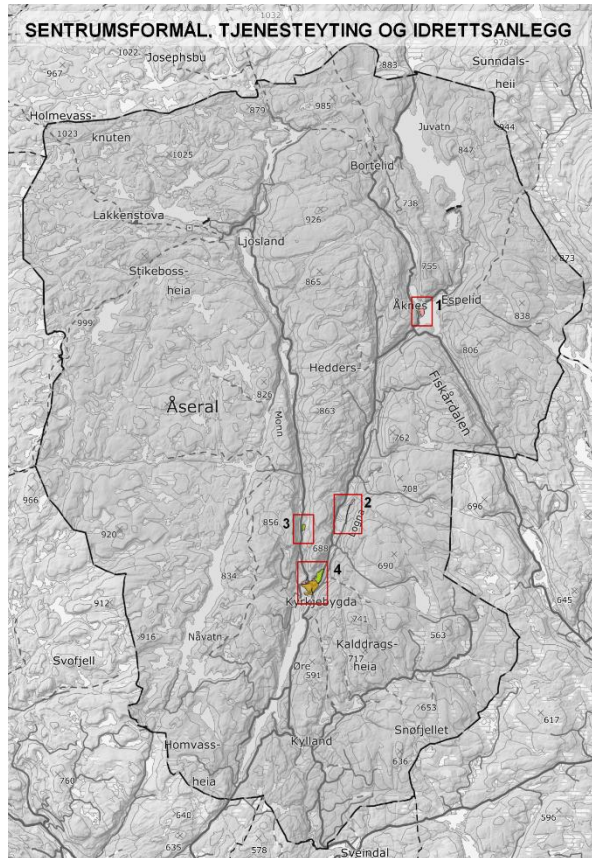 SENTRUMSFORMÅL, TJENESTEYTING OG IDRETTSANLEGG
1032
1022
Josephsbu
883
Sunndals-
heii
967
Holmevass-
knuten
1023
879
985
978
944
Juvatn
847
1025
Bortelid
738
Lakkenstova
926
Ljosland
Stikeboss-
heia
865
755
873
Åknes
1
Espelid
838
999
806
Hedders-
Fiskårdalen
Åseral
826
863
Monn
762
708
2
696
966
3
856
Logna
920
688
690
4
834
912
Kyrkjebygda
741
645
916
Nåvatn
Kalddrags-
heia
563
717
Svofjell
Øre
591
653
Snøfjellet
617
Homvass-
heia
Kylland
636
760
640
596
635
578
Sveindal